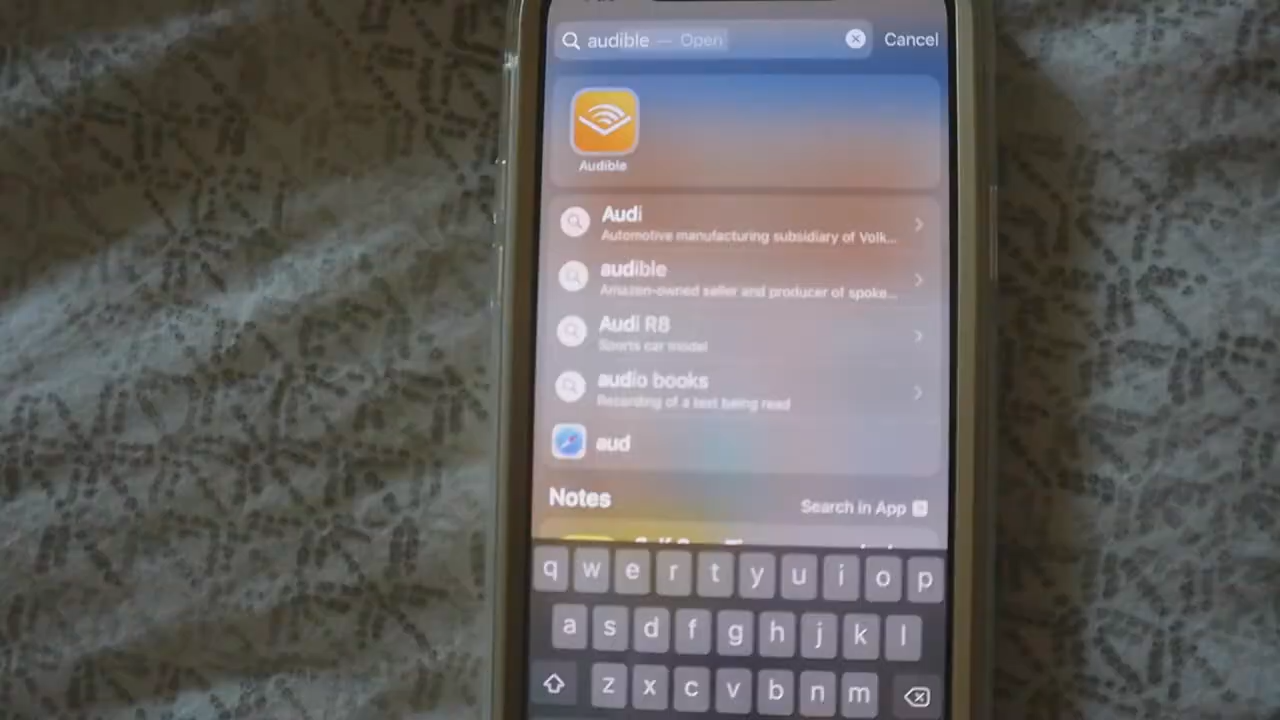 audible — Open
Cancel
Audible
Audi
Automotive manufacturing subsidiary of Volk...
audible
Amazon-owned seller and producer of spoke...
Audi R8
Sports car model
audio books
Recording of a text being read
aud
Notes
Search in App
q w e r t y u i o p
a s d f g h j k l
z x c v b n m